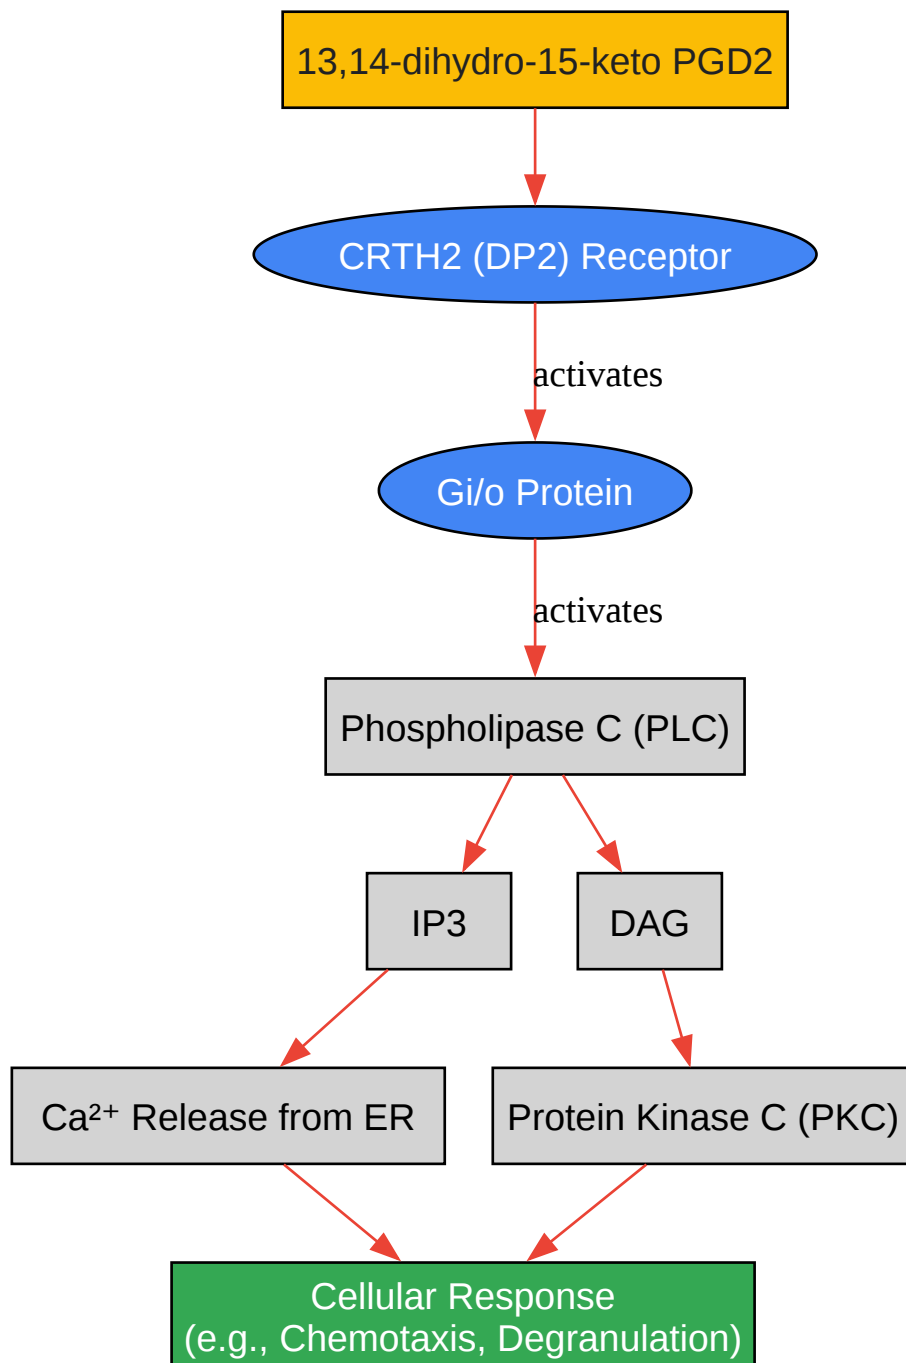 13,14-dihydro-15-keto PGD2
CRTH2 (DP2) Receptor
activates
Gi/o Protein
activates
Phospholipase C (PLC)
IP3
DAG
Ca²⁺ Release from ER
Protein Kinase C (PKC)
Cellular Response
(e.g., Chemotaxis, Degranulation)